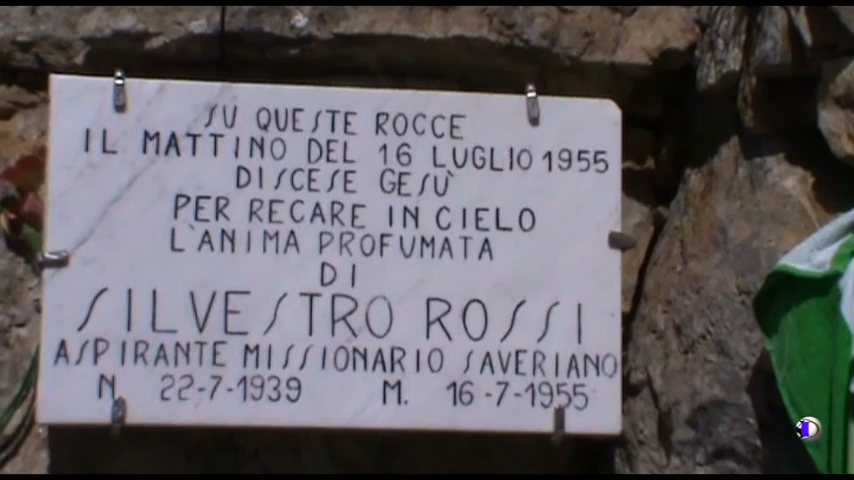 SU QUESTE ROCCE
IL MATTINO DEL 16 LUGLIO 1955
DISCESE GESÙ
PER RECARE IN CIELO
L'ANIMA PROFUMATA
DI
SILVESTRO ROSSI
ASPIRANTE MISSIONARIO SAVERIANO
N. 22-7-1939 M. 16-7-1955